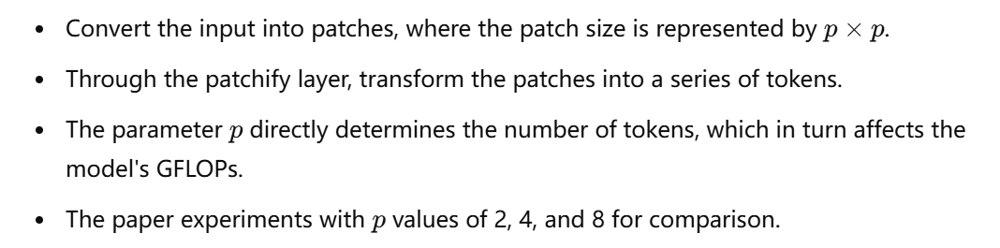 • Convert the input into patches, where the patch size is represented by p × p.
• Through the patchify layer, transform the patches into a series of tokens.
• The parameter p directly determines the number of tokens, which in turn affects the
model's GFLOPs.
• The paper experiments with p values of 2, 4, and 8 for comparison.